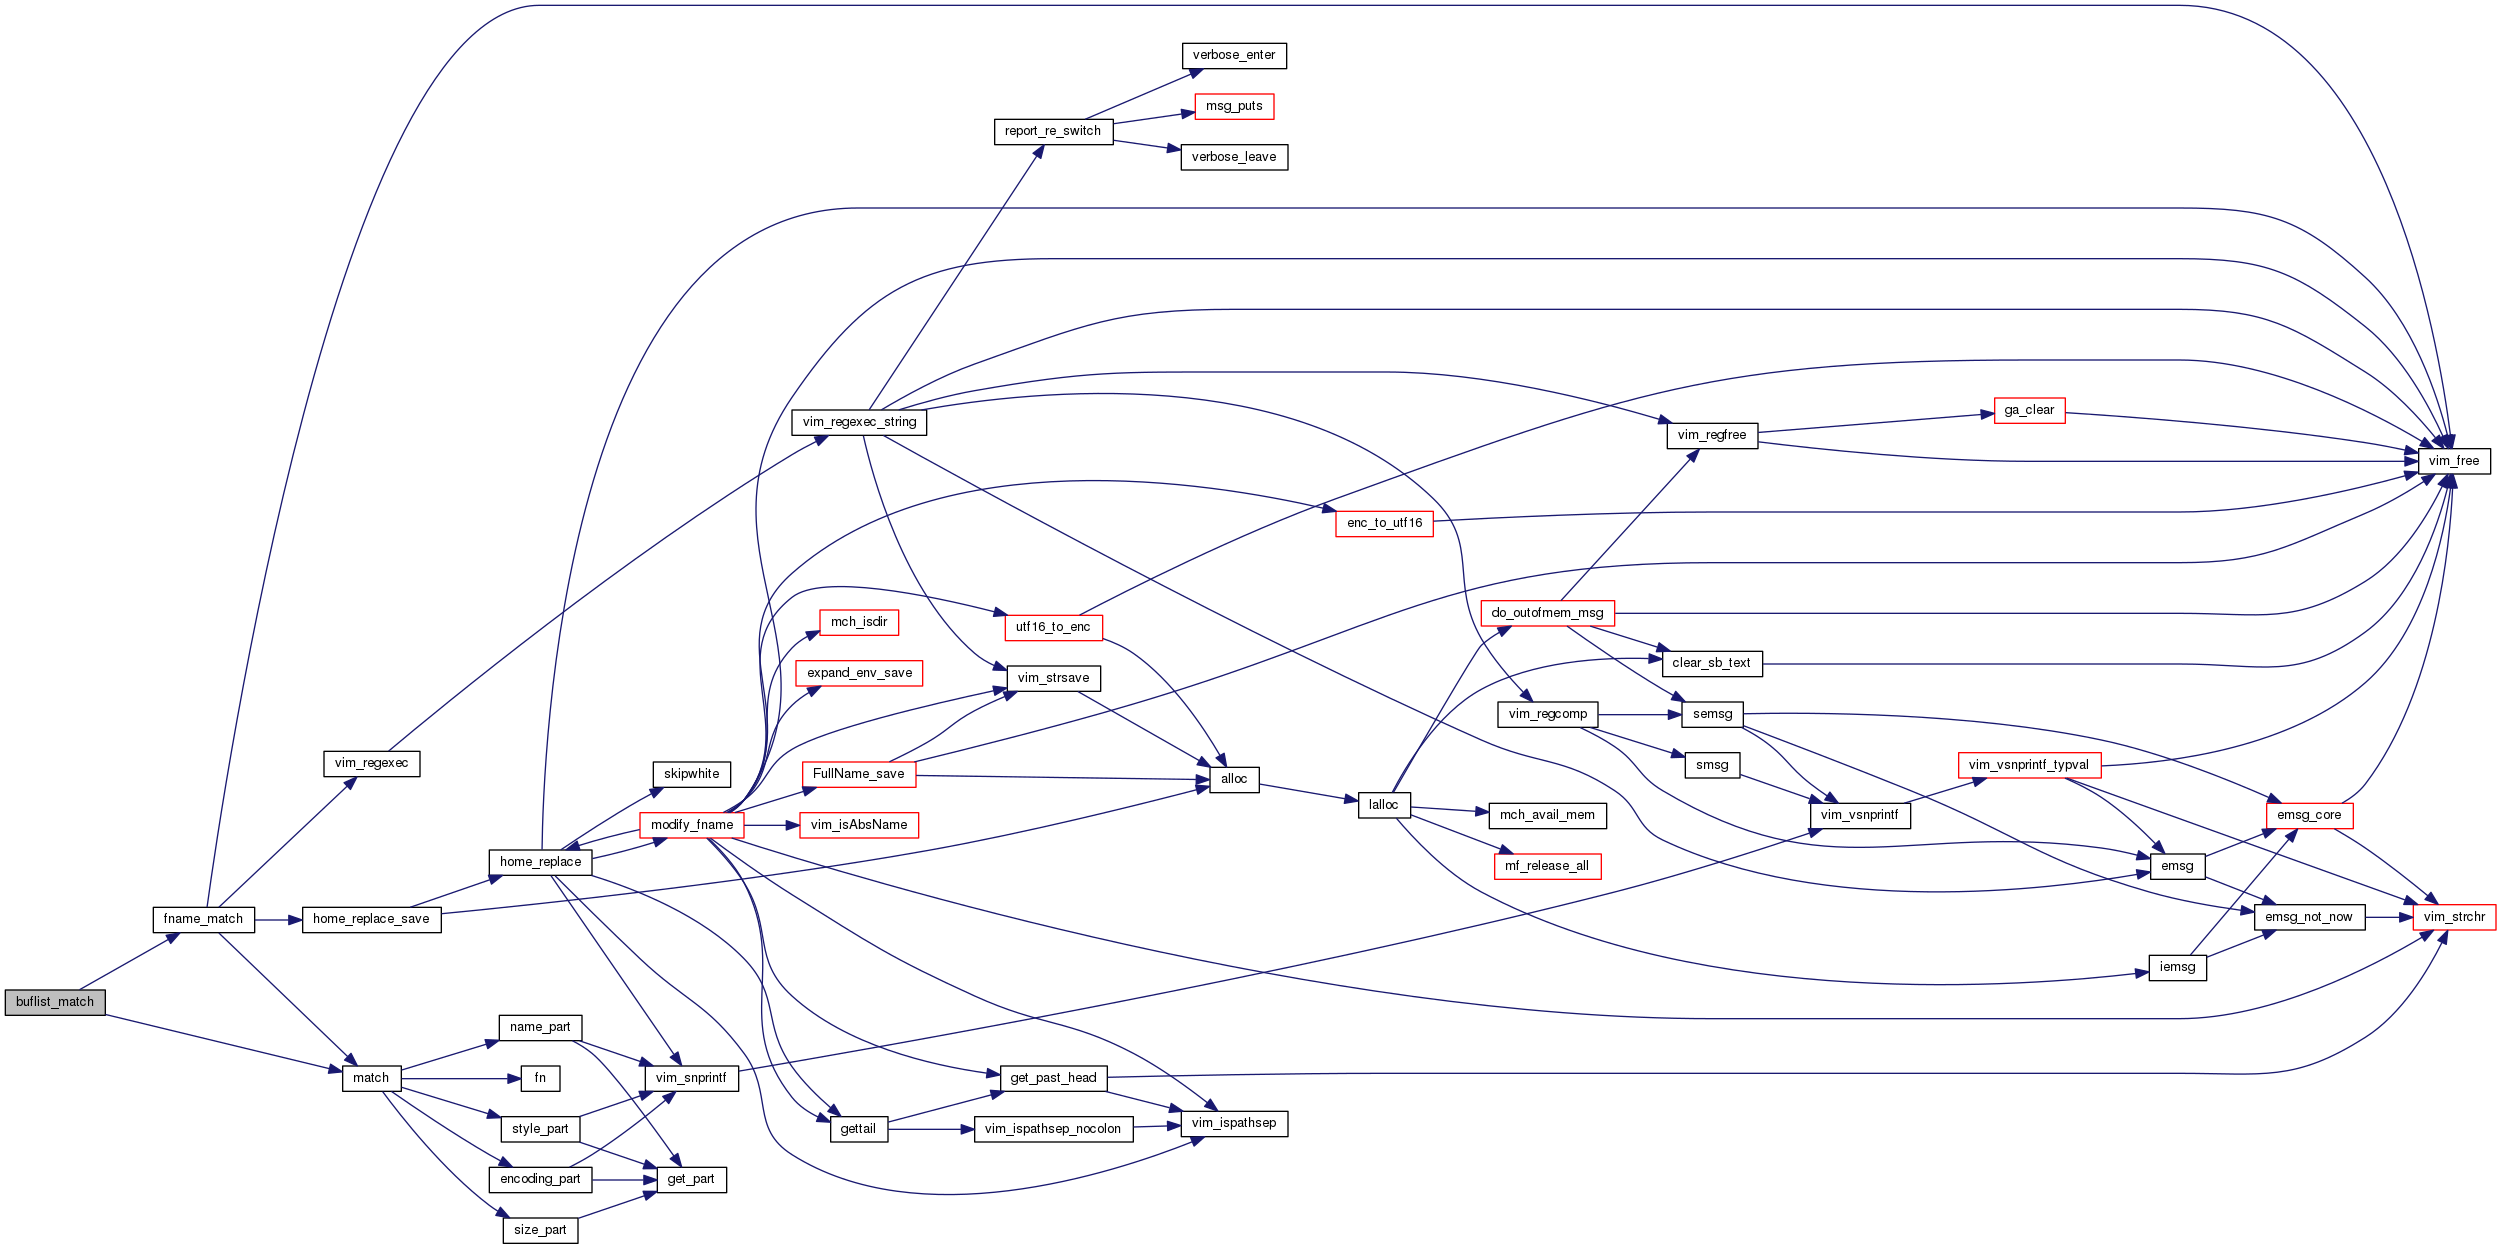 verbose_enter
msg_puts
report_re_switch
verbose_leave
ga_clear
vim_regexec_string
vim_regfree
vim_free
enc_to_utf16
do_outofmem_msg
mch_isdir
utf16_to_enc
clear_sb_text
expand_env_save
vim_strsave
vim_regcomp
semsg
vim_regexec
skipwhite
FullName_save
alloc
smsg
vim_vsnprintf_typval
lalloc
mch_avail_mem
vim_vsnprintf
emsg_core
modify_fname
vim_isAbsName
home_replace
mf_release_all
emsg
fname_match
home_replace_save
emsg_not_now
vim_strchr
iemsg
buflist_match
name_part
match
fn
vim_snprintf
get_past_head
style_part
gettail
vim_ispathsep_nocolon
vim_ispathsep
encoding_part
get_part
size_part